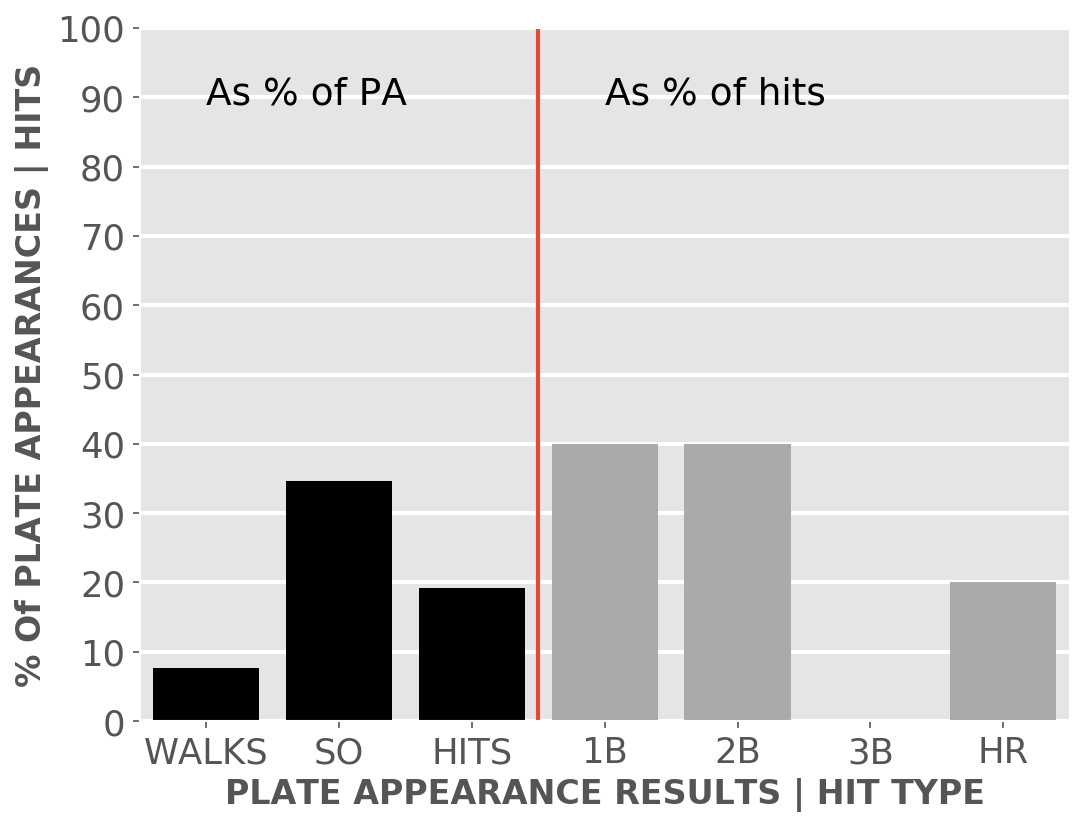 100
90
80
70
60
50
40
30
20
10
0
% Of PLATE APPEARANCES | HITS
As % of PA
As % of hits
WALKS SO HITS 1B 2B 3B HR
PLATE APPEARANCE RESULTS | HIT TYPE